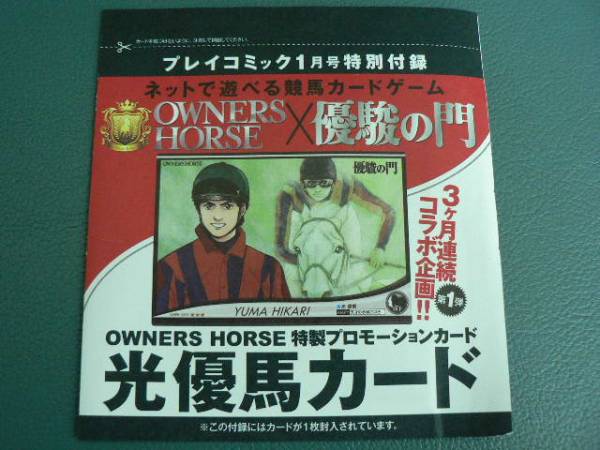 プレイコミック1月号特別付録
ネットで遊べる競馬カードゲーム
OWNERS HORSE × 優駿の門
OWNERS HORSE
優駿の門
3ヶ月連続
コラボ企画!!
第1弾
YUMA HIKARI
OWNERS HORSE 特製プロモーションカード
光優馬カード
※この付録にはカードが1枚封入されています。